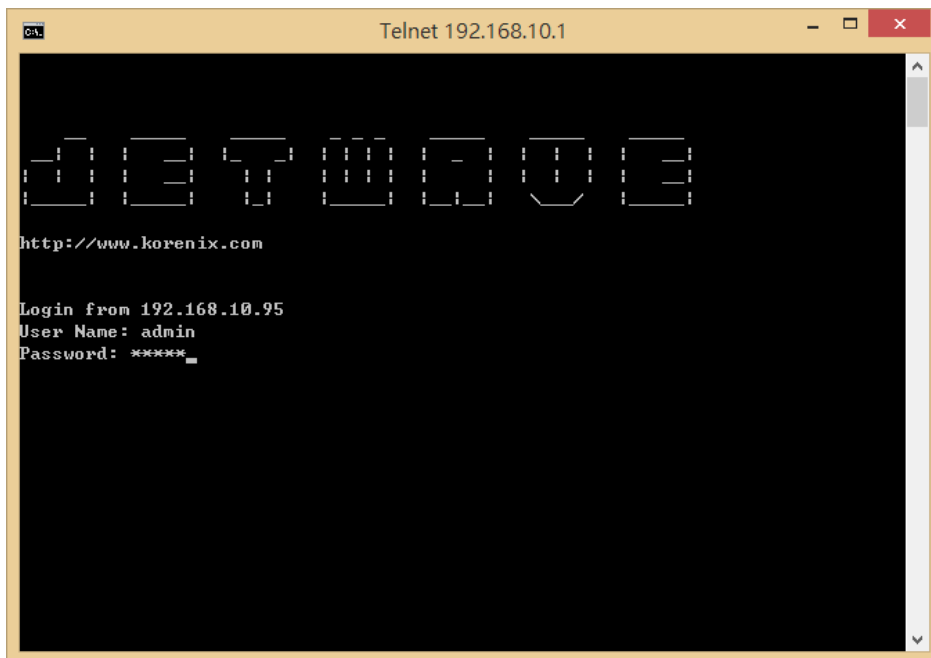 Telnet 192.168.10.1
JETWAVE
http://www.korenix.com
Login from 192.168.10.95
User Name: admin
Password: *****_